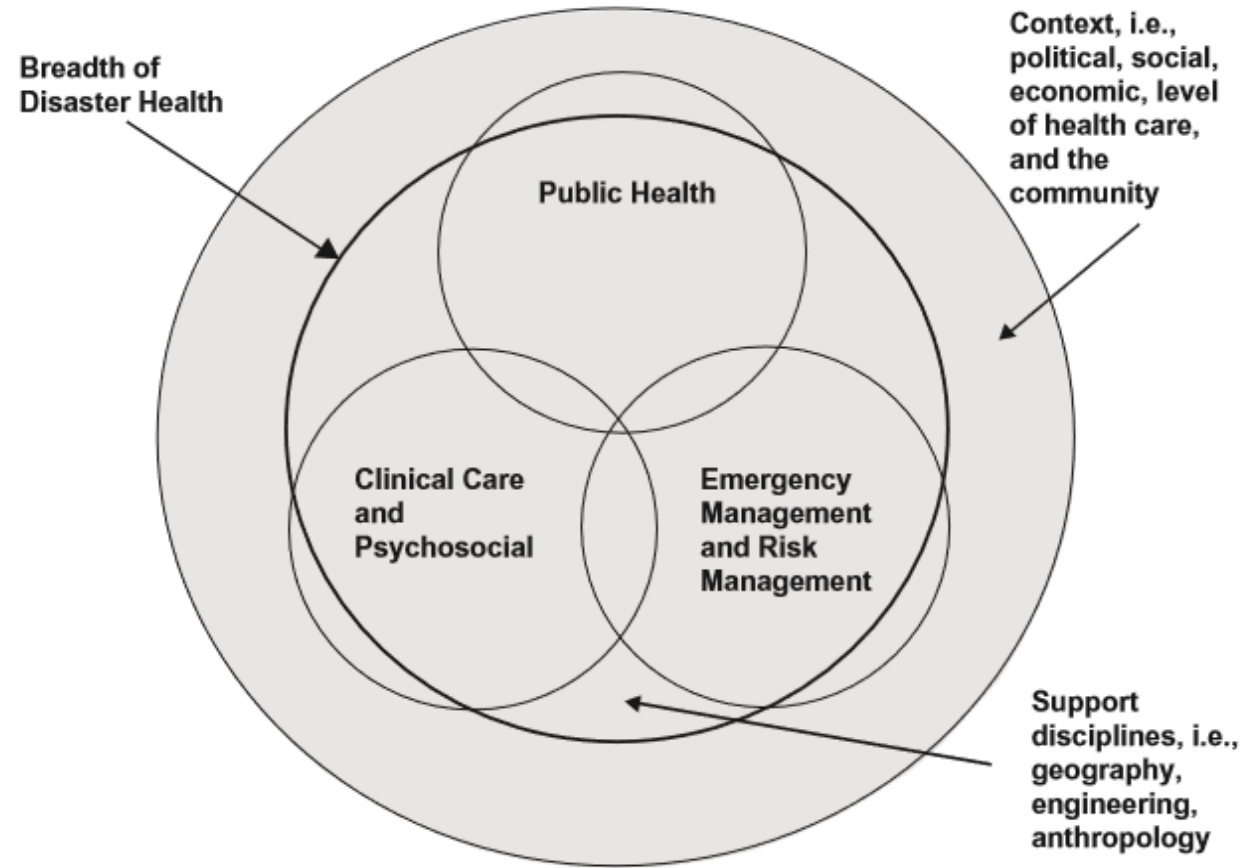 Breadth of
Disaster Health
Context, i.e.,
political, social,
economic, level
of health care,
and the
community
Public Health
Clinical Care
and
Psychosocial
Emergency
Management
and Risk
Management
Support
disciplines, i.e.,
geography,
engineering,
anthropology